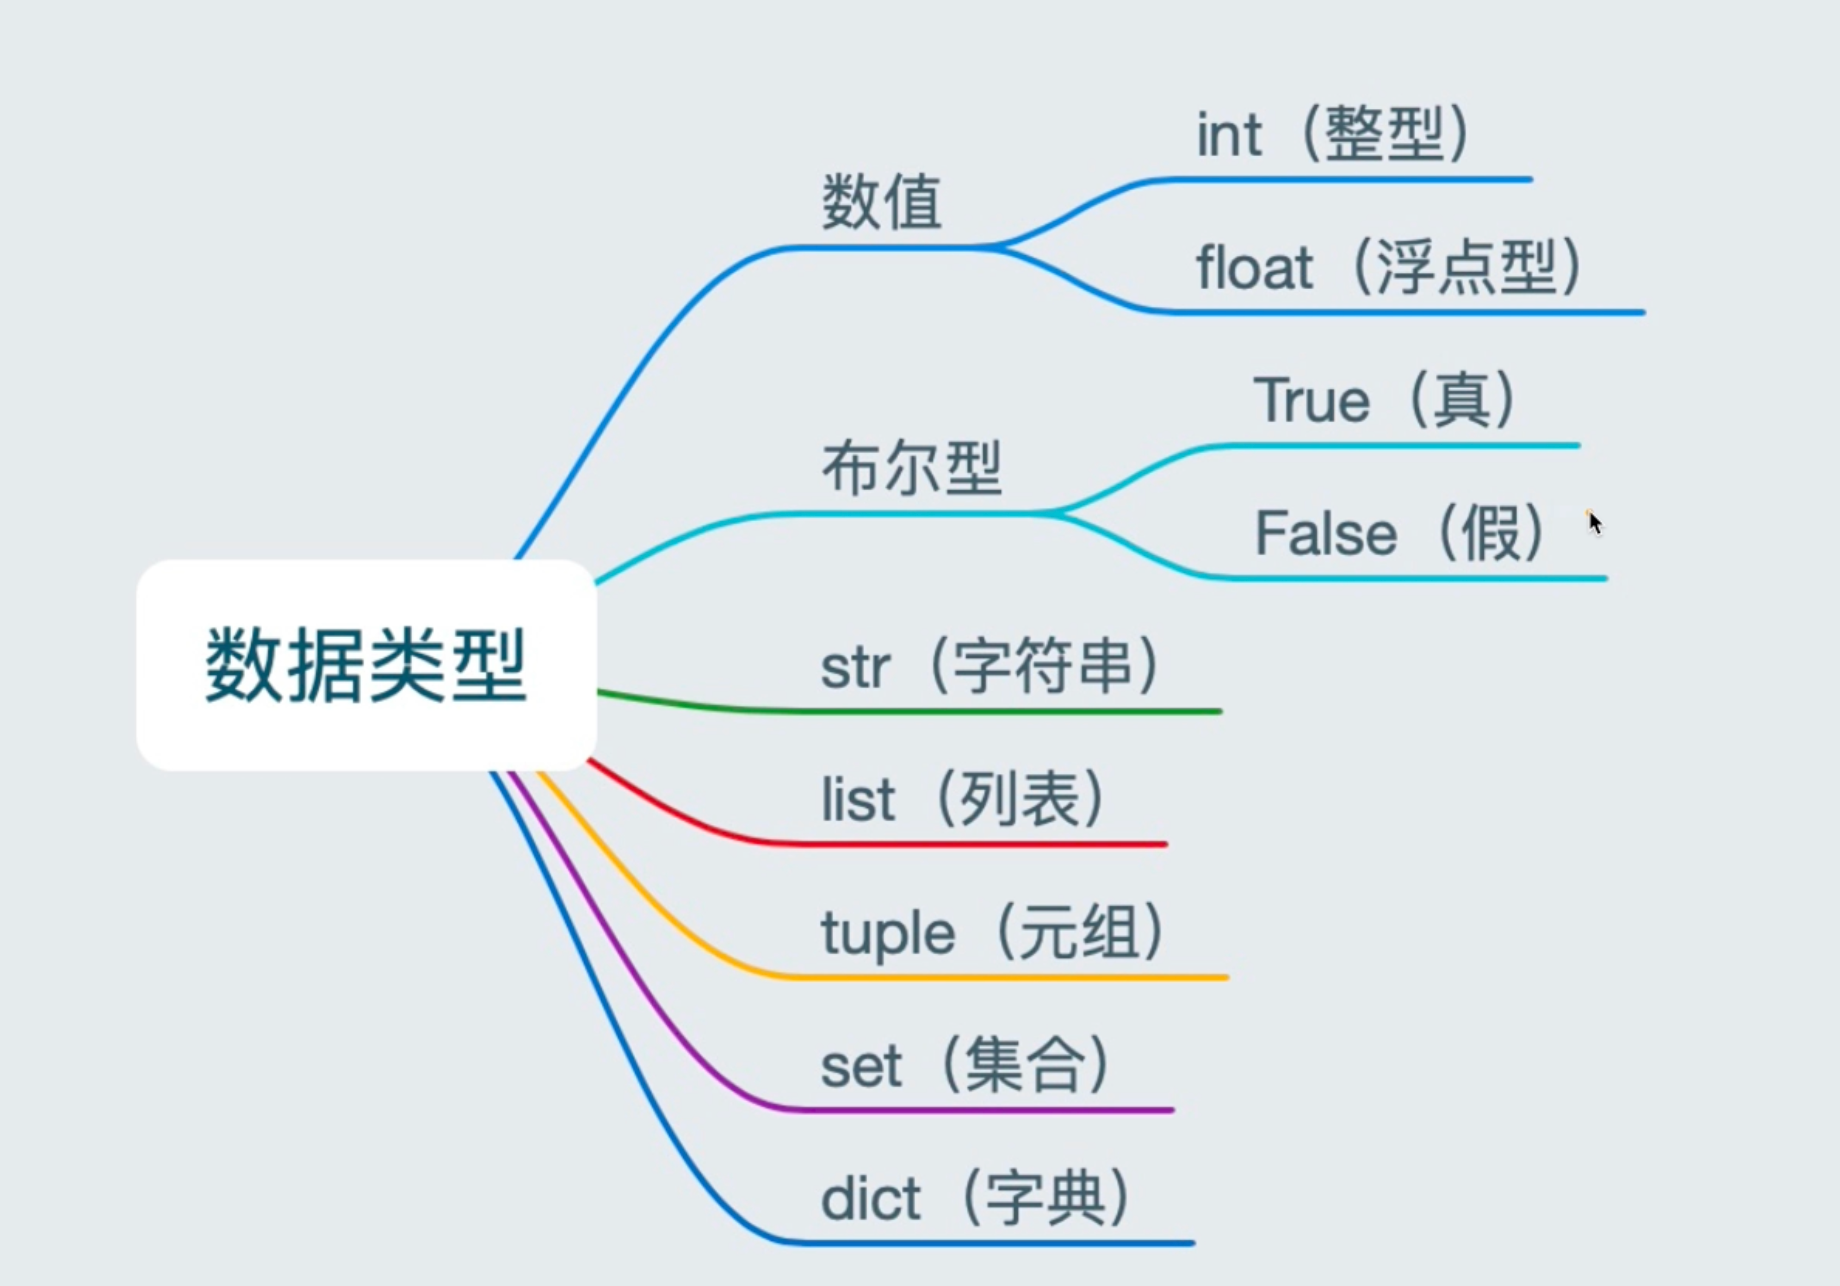 数据类型
数值
int（整型）
float（浮点型）
布尔型
True（真）
False（假）
str（字符串）
list（列表）
tuple（元组）
set（集合）
dict（字典）